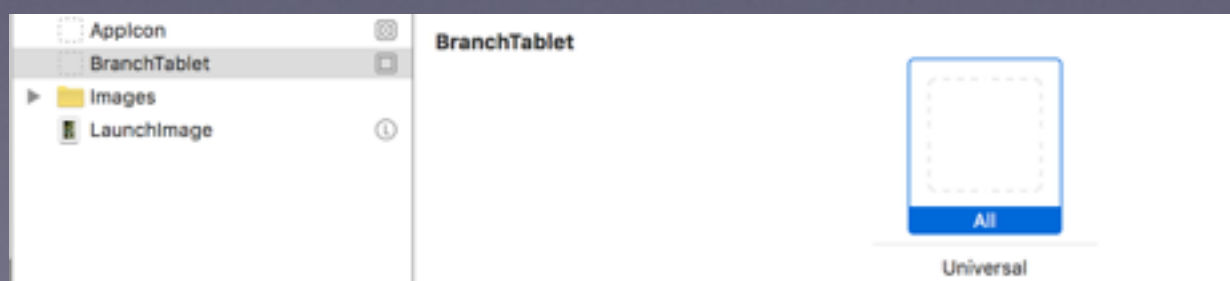 AppIcon
BranchTablet
Images
LaunchImage
BranchTablet
All
Universal